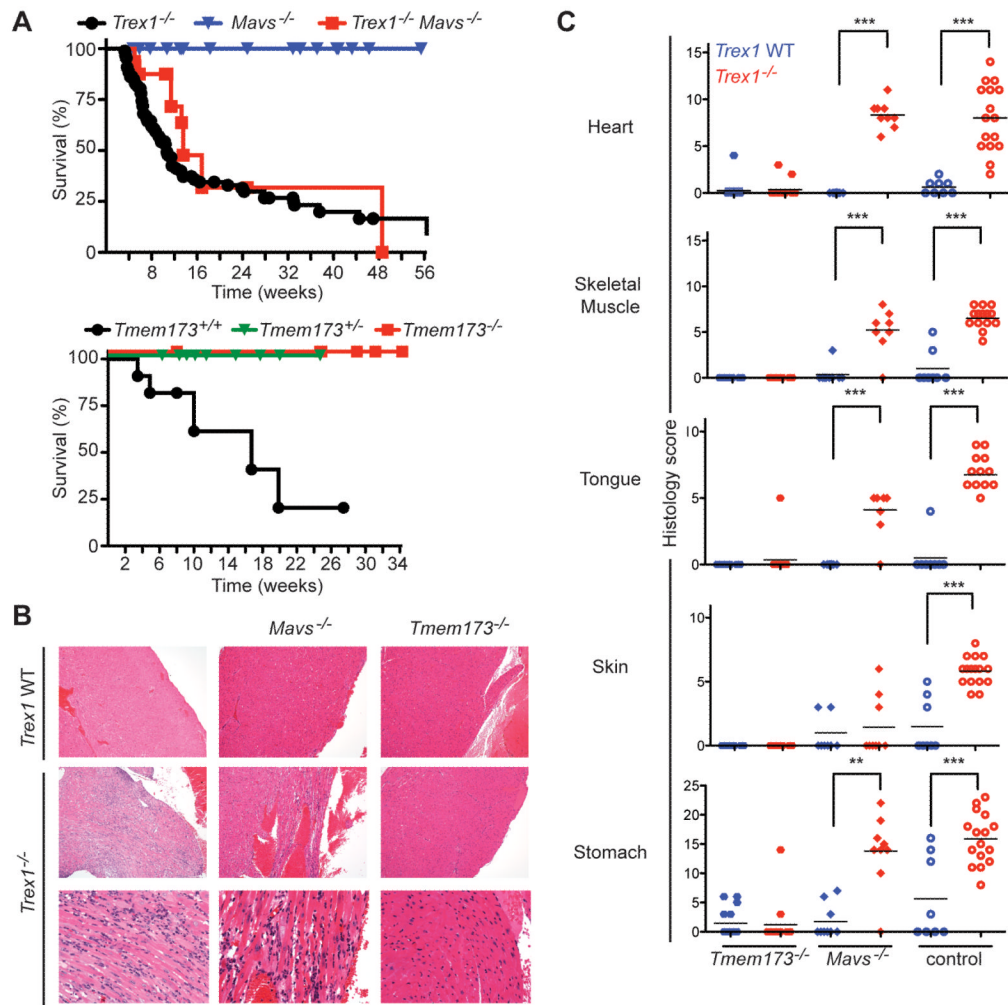 A
Trex1-/- Mavs-/- Trex1-/- Mavs-/-
Survival (%)
100
75
50
25
0
8 16 24 32 40 48 56
Time (weeks)
Tmem173+/+ Tmem173+/- Tmem173-/-
Survival (%)
100
75
50
25
0
2 6 10 14 18 22 26 30 34
Time (weeks)
B
Mavs-/- Tmem173-/-
Trex1 WT
Trex1-/-
C
Histology score
Trex1 WT
Trex1-/-
Heart
15
10
5
0
*** ***
Skeletal
Muscle
15
10
5
0
*** ***
Tongue
10
5
0
*** ***
Skin
10
5
0
***
Stomach
25
20
15
10
5
0
** ***
Tmem173-/- Mavs-/- control